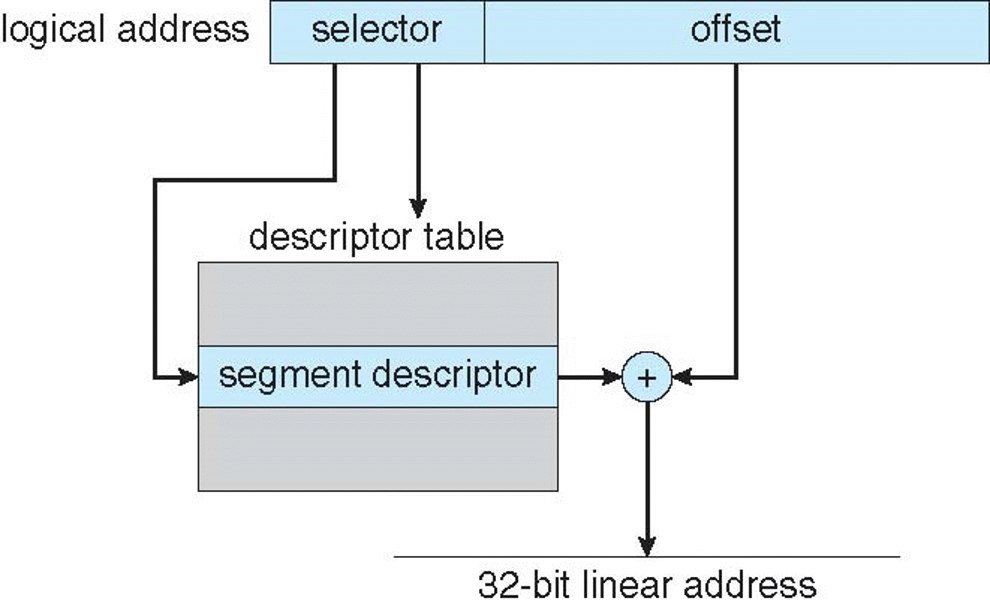 logical address
selector
offset
descriptor table
segment descriptor
+
32-bit linear address